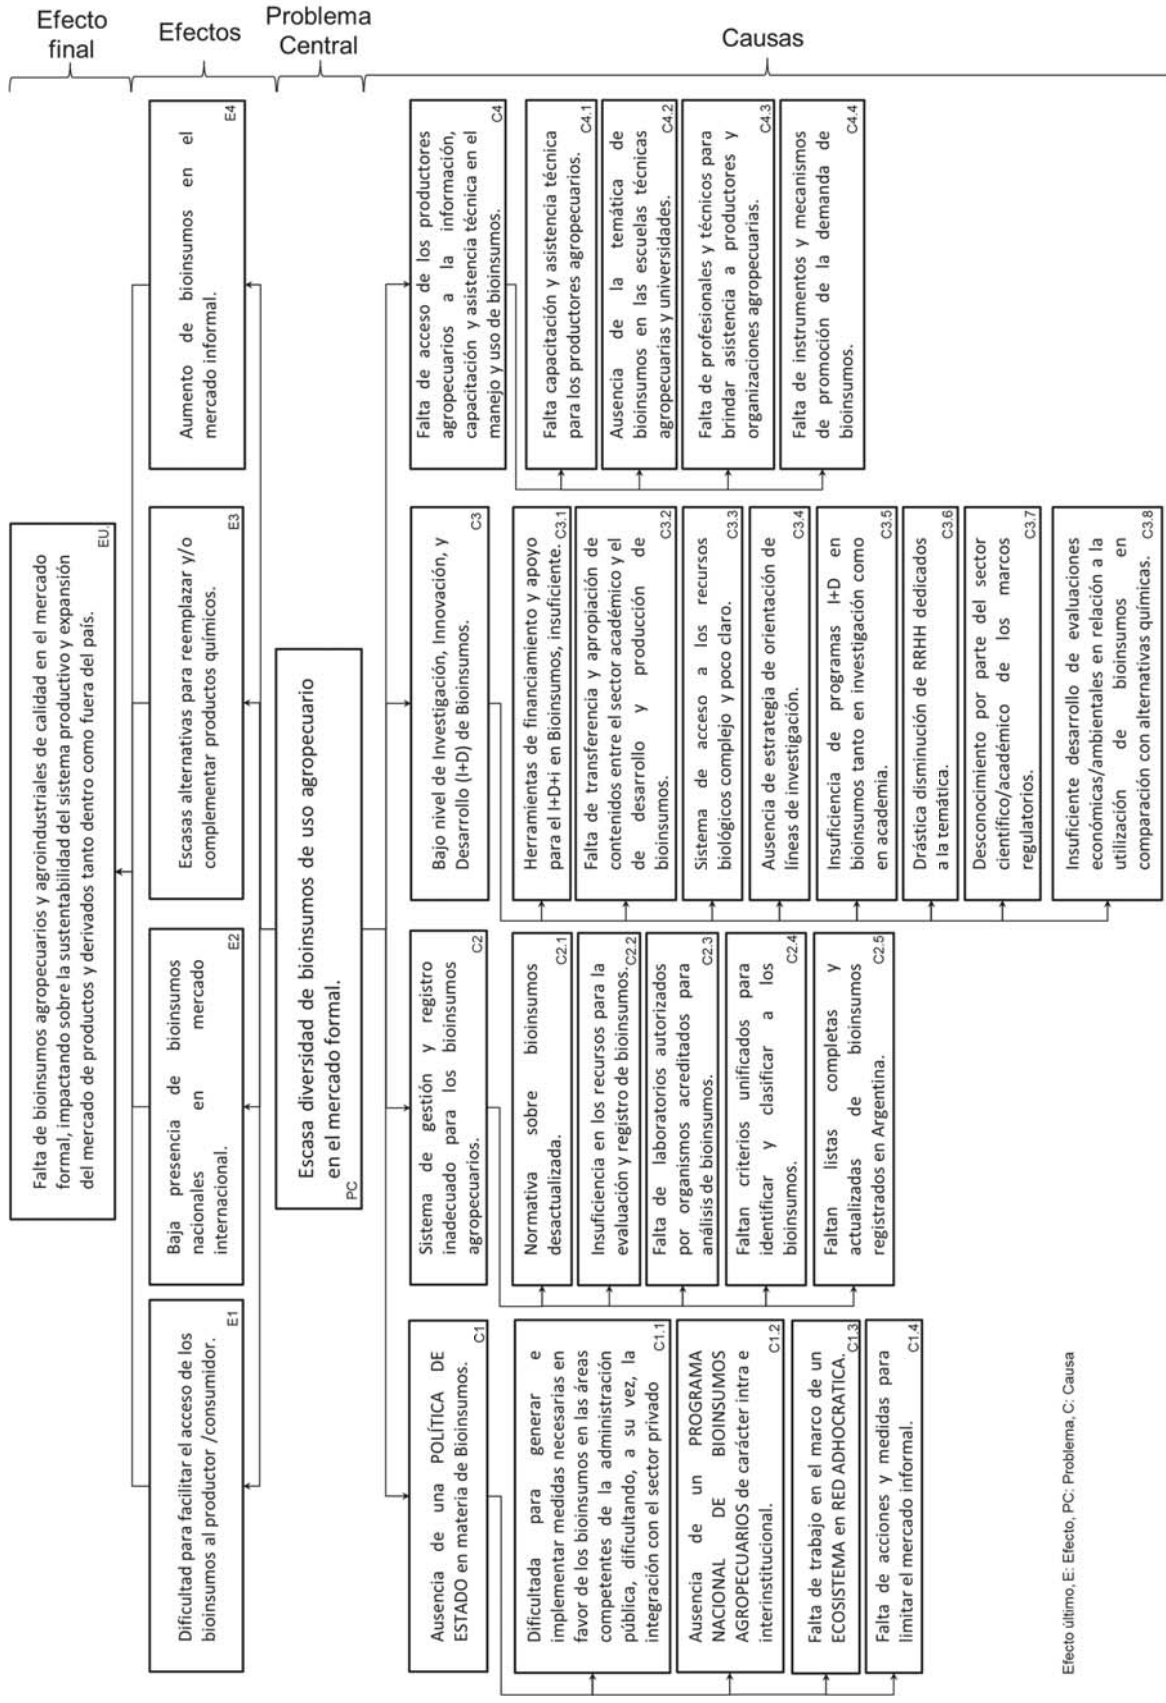 Efecto
final
Efectos
Problema
Central
Causas
Falta de bioinsumos agropecuarios y agroindustriales de calidad en el mercado
formal, impactando sobre la sustentabilidad del sistema productivo y expansión
del mercado de productos y derivados tanto dentro como fuera del país.
EU.
Dificultad para facilitar el acceso de los
bioinsumos al productor /consumidor.
E1
Baja presencia de bioinsumos
nacionales en mercado
internacional.
E2
Escasas alternativas para reemplazar y/o
complementar productos químicos.
E3
Aumento de bioinsumos en el
mercado informal.
E4
Escasa diversidad de bioinsumos de uso agropecuario
en el mercado formal.
PC
Ausencia de una POLÍTICA DE
ESTADO en materia de Bioinsumos.
C1
Dificultada para generar e
implementar medidas necesarias en
favor de los bioinsumos en las áreas
competentes de la administración
pública, dificultando, a su vez, la
integración con el sector privado
C1.1
Ausencia de un PROGRAMA
NACIONAL DE BIOINSUMOS
AGROPECUARIOS de carácter intra e
interinstitucional.
C1.2
Falta de trabajo en el marco de un
ECOSISTEMA en RED ADHOCRATICA.
C1.3
Falta de acciones y medidas para
limitar el mercado informal.
C1.4
Sistema de gestión y registro
inadecuado para los bioinsumos
agropecuarios.
C2
Normativa sobre bioinsumos
desactualizada.
C2.1
Insuficiencia en los recursos para la
evaluación y registro de bioinsumos.
C2.2
Falta de laboratorios autorizados
por organismos acreditados para
análisis de bioinsumos.
C2.3
Faltan criterios unificados para
identificar y clasificar a los
bioinsumos.
C2.4
Faltan listas completas y
actualizadas de bioinsumos
registrados en Argentina.
C2.5
Bajo nivel de Investigación, Innovación, y
Desarrollo (I+D) de Bioinsumos.
C3
Herramientas de financiamiento y apoyo
para el I+D+i en Bioinsumos, insuficiente.
C3.1
Falta de transferencia y apropiación de
contenidos entre el sector académico y el
de desarrollo y producción de
bioinsumos.
C3.2
Sistema de acceso a los recursos
biológicos complejo y poco claro.
C3.3
Ausencia de estrategia de orientación de
líneas de investigación.
C3.4
Insuficiencia de programas I+D en
bioinsumos tanto en investigación como
en academia.
C3.5
Drástica disminución de RRHH dedicados
a la temática.
C3.6
Desconocimiento por parte del sector
científico/académico de los marcos
regulatorios.
C3.7
Insuficiente desarrollo de evaluaciones
económicas/ambientales en relación a la
utilización de bioinsumos en
comparación con alternativas químicas.
C3.8
Falta de acceso de los productores
agropecuarios a la información,
capacitación y asistencia técnica en el
manejo y uso de bioinsumos.
C4
Falta capacitación y asistencia técnica
para los productores agropecuarios.
C4.1
Ausencia de la temática de
bioinsumos en las escuelas técnicas
agropecuarias y universidades.
C4.2
Falta de profesionales y técnicos para
brindar asistencia a productores y
organizaciones agropecuarias.
C4.3
Falta de instrumentos y mecanismos
de promoción de la demanda de
bioinsumos.
C4.4
Efecto último, E: Efecto, PC: Problema, C: Causa